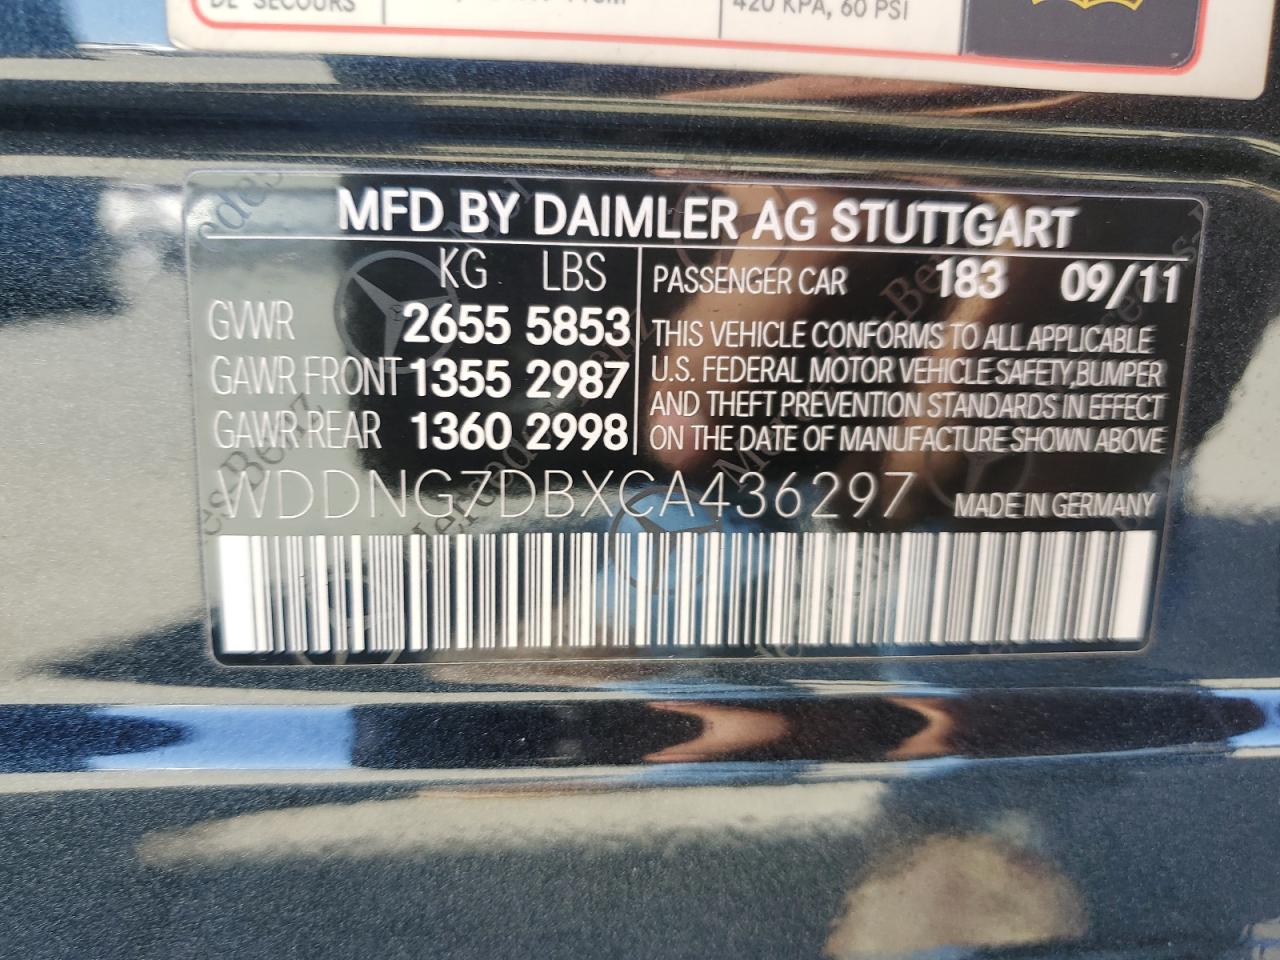 DE SECOURS
420 KPA, 60 PSI
MFD BY DAIMLER AG STUTTGART
KG LBS
GVWR 2655 5853
GAWR FRONT 1355 2987
GAWR REAR 1360 2998
PASSENGER CAR 183 09/11
THIS VEHICLE CONFORMS TO ALL APPLICABLE
U.S. FEDERAL MOTOR VEHICLE SAFETY, BUMPER
AND THEFT PREVENTION STANDARDS IN EFFECT
ON THE DATE OF MANUFACTURE SHOWN ABOVE
WDDNG7DBXCA436297 MADE IN GERMANY